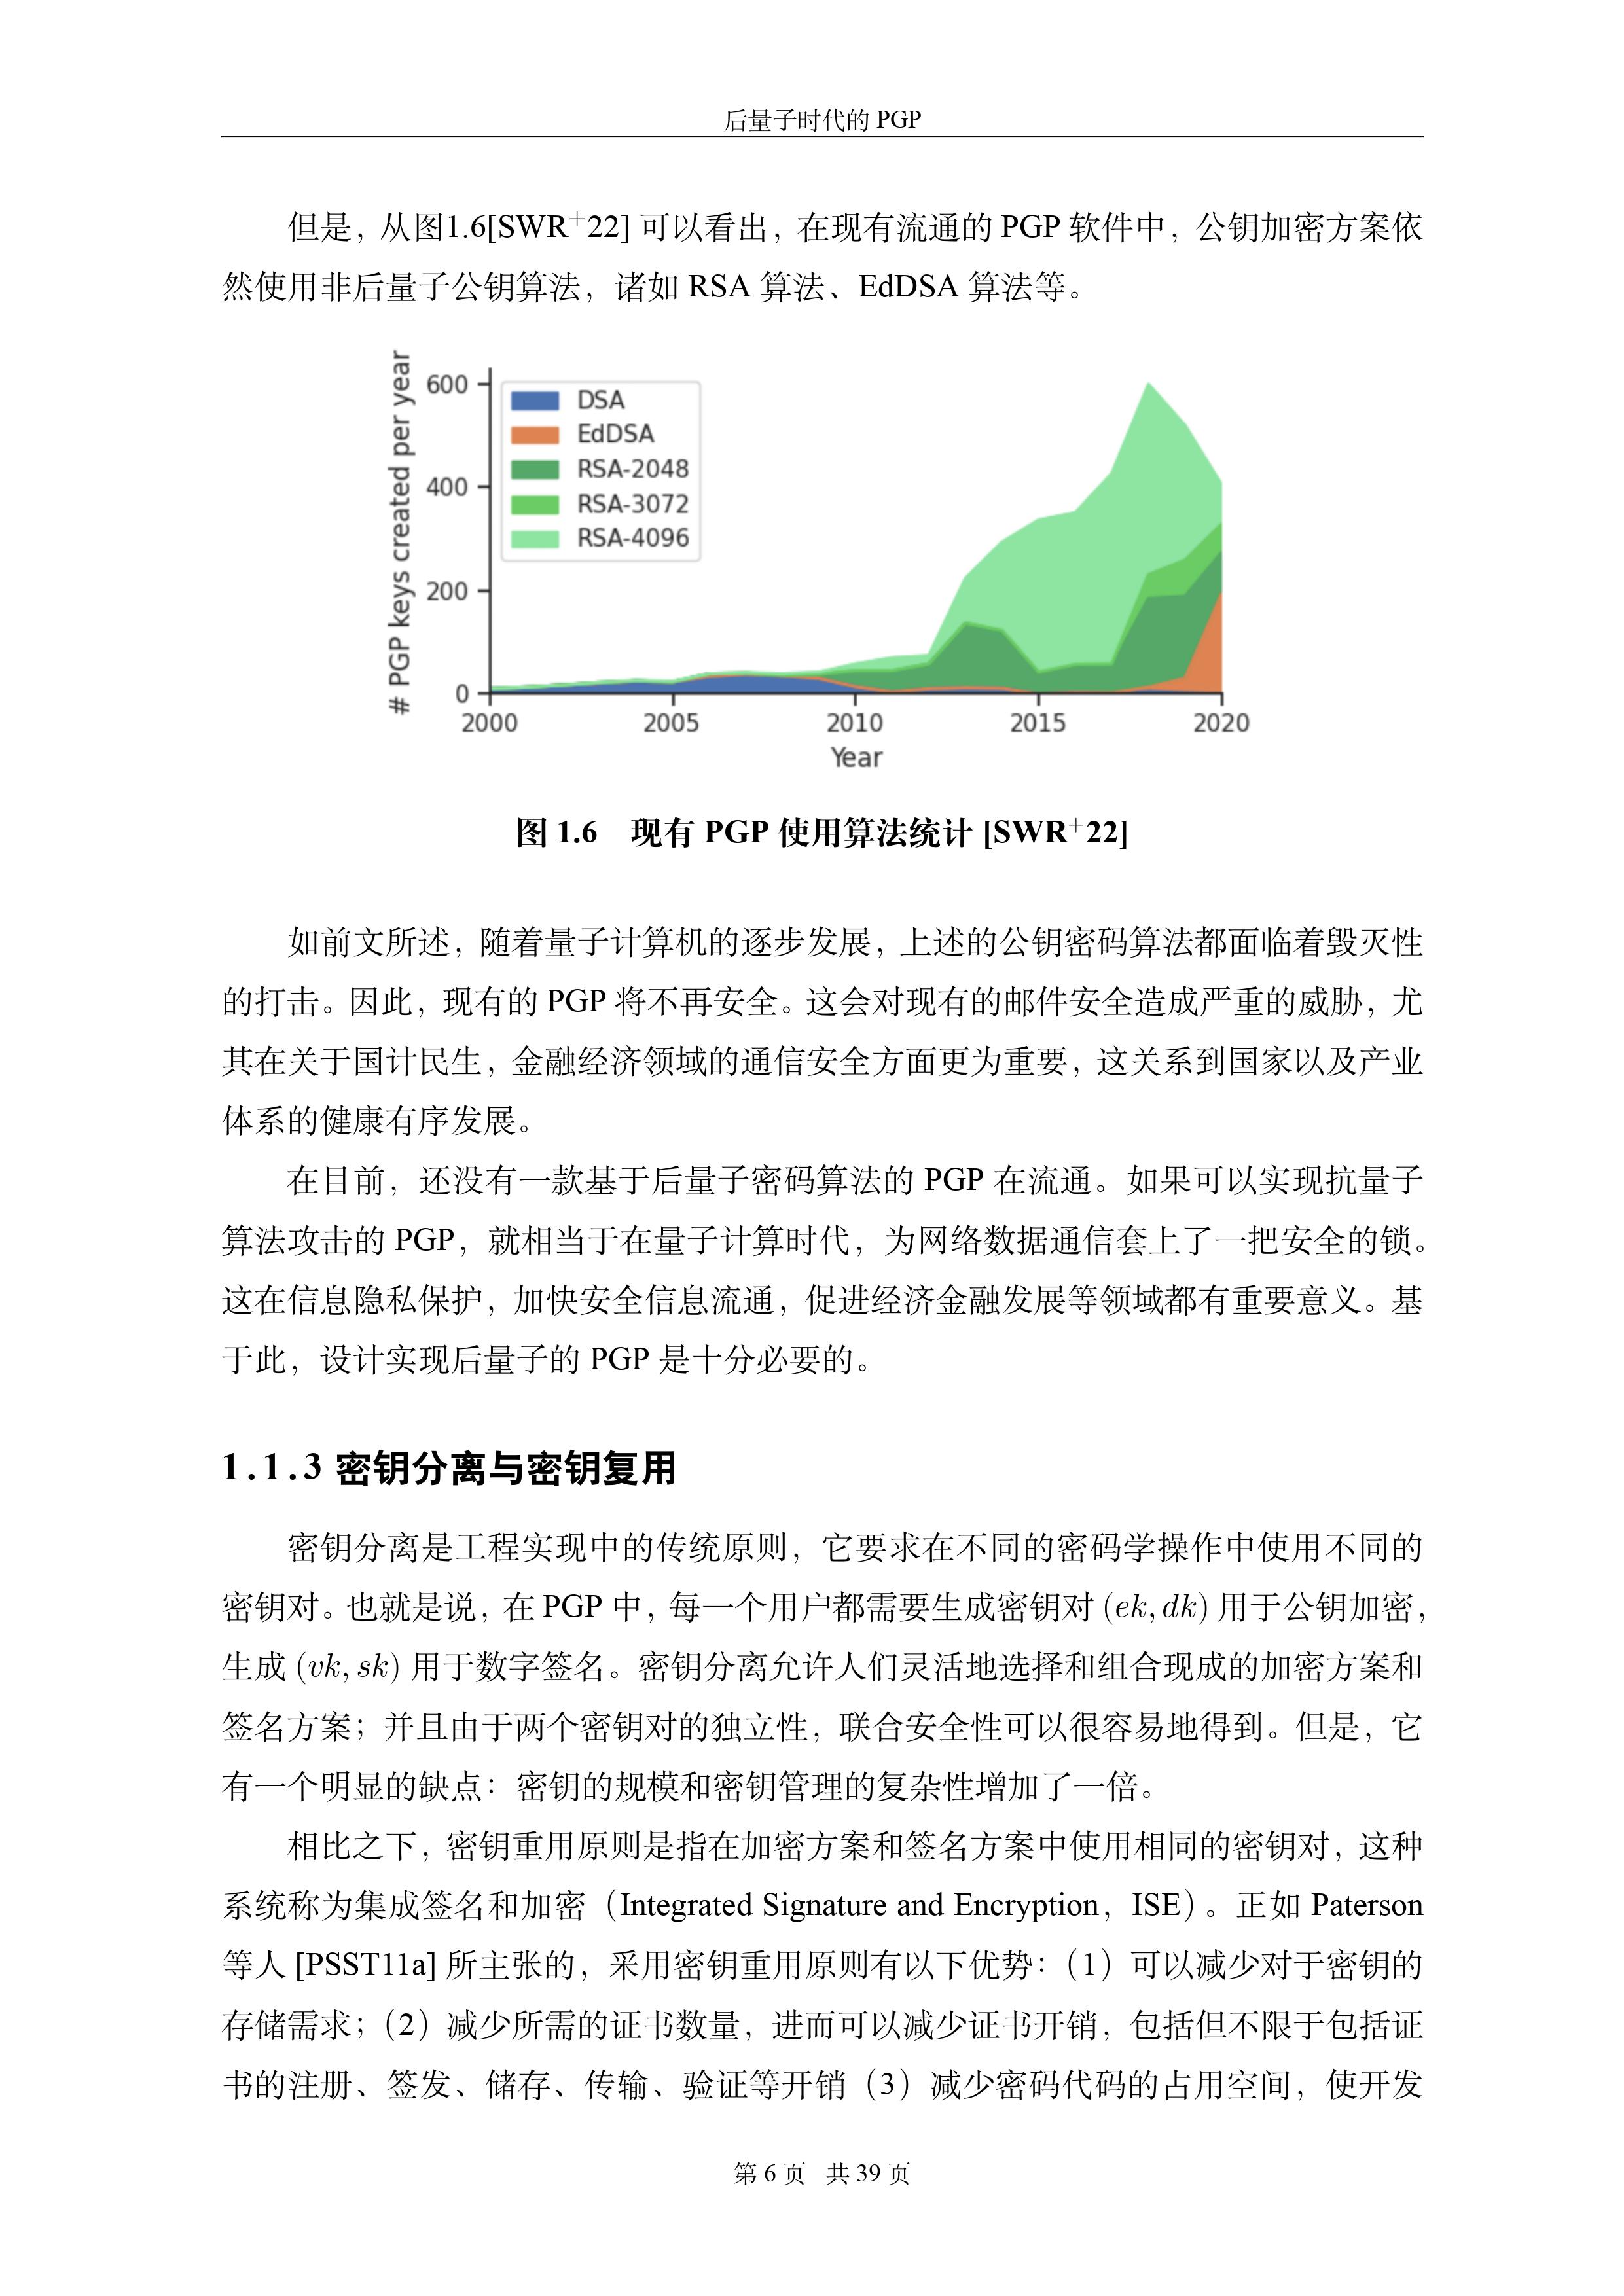 后量子时代的 PGP
但是，从图1.6[SWR+22] 可以看出，在现有流通的 PGP 软件中，公钥加密方案依
然使用非后量子公钥算法，诸如 RSA 算法、EdDSA 算法等。
# PGP keys created per year
600
400
200
0
DSA
EdDSA
RSA-2048
RSA-3072
RSA-4096
2000 2005 2010 2015 2020
Year
图 1.6 现有 PGP 使用算法统计 [SWR+22]
如前文所述，随着量子计算机的逐步发展，上述的公钥密码算法都面临着毁灭性
的打击。因此，现有的 PGP 将不再安全。这会对现有的邮件安全造成严重的威胁，尤
其在关于国计民生，金融经济领域的通信安全方面更为重要，这关系到国家以及产业
体系的健康有序发展。
在目前，还没有一款基于后量子密码算法的 PGP 在流通。如果可以实现抗量子
算法攻击的 PGP，就相当于在量子计算时代，为网络数据通信套上了一把安全的锁。
这在信息隐私保护，加快安全信息流通，促进经济金融发展等领域都有重要意义。基
于此，设计实现后量子的 PGP 是十分必要的。
1.1.3 密钥分离与密钥复用
密钥分离是工程实现中的传统原则，它要求在不同的密码学操作中使用不同的
密钥对。也就是说，在 PGP 中，每一个用户都需要生成密钥对 (ek, dk) 用于公钥加密，
生成 (vk, sk) 用于数字签名。密钥分离允许人们灵活地选择和组合现成的加密方案和
签名方案；并且由于两个密钥对的独立性，联合安全性可以很容易地得到。但是，它
有一个明显的缺点：密钥的规模和密钥管理的复杂性增加了一倍。
相比之下，密钥重用原则是指在加密方案和签名方案中使用相同的密钥对，这种
系统称为集成签名和加密（Integrated Signature and Encryption，ISE）。正如 Paterson
等人 [PSST11a] 所主张的，采用密钥重用原则有以下优势：（1）可以减少对于密钥的
存储需求；（2）减少所需的证书数量，进而可以减少证书开销，包括但不限于包括证
书的注册、签发、储存、传输、验证等开销（3）减少密码代码的占用空间，使开发
第 6 页 共 39 页